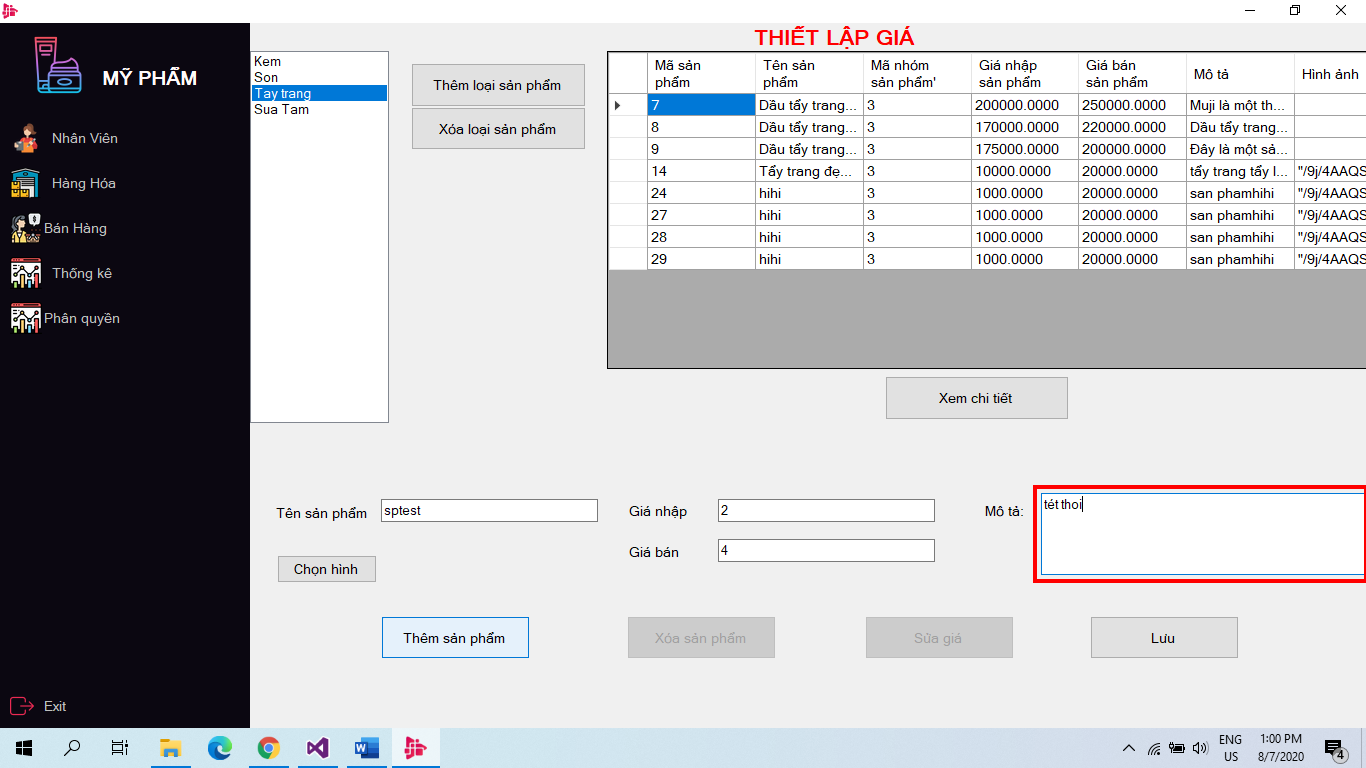 THIẾT LẬP GIÁ
MỸ PHẨM
Nhân Viên
Hàng Hóa
Bán Hàng
Thống kê
Phân quyền
Exit
Kem
Son
Tay trang
Sua Tam
Thêm loại sản phẩm
Xóa loại sản phẩm
Mã sản phẩm Tên sản phẩm Mã nhóm sản phẩm' Giá nhập sản phẩm Giá bán sản phẩm Mô tả Hình ảnh
7 Dầu tẩy trang... 3 200000.0000 250000.0000 Muji là một th...
8 Dầu tẩy trang... 3 170000.0000 220000.0000 Dầu tẩy trang...
9 Dầu tẩy trang... 3 175000.0000 200000.0000 Đây là một sả...
14 Tẩy trang đẹ... 3 10000.0000 20000.0000 tẩy trang tẩy l... "/9j/4AAQS
24 hihi 3 1000.0000 20000.0000 san phamhihi "/9j/4AAQS
27 hihi 3 1000.0000 20000.0000 san phamhihi "/9j/4AAQS
28 hihi 3 1000.0000 20000.0000 san phamhihi "/9j/4AAQS
29 hihi 3 1000.0000 20000.0000 san phamhihi "/9j/4AAQS
Xem chi tiết
Tên sản phẩm sptest
Giá nhập 2
Mô tả: tét thoi
Giá bán 4
Chọn hình
Thêm sản phẩm
Xóa sản phẩm
Sửa giá
Lưu
ENG
US
1:00 PM
8/7/2020
4